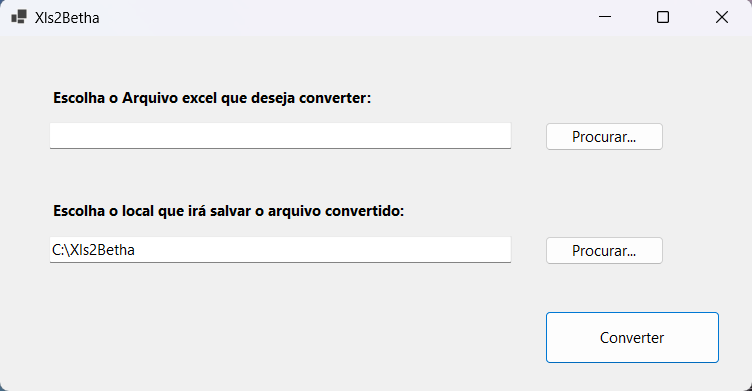 Xls2Betha
Escolha o Arquivo excel que deseja converter:
Procurar...
Escolha o local que irá salvar o arquivo convertido:
C:\Xls2Betha
Procurar...
Converter